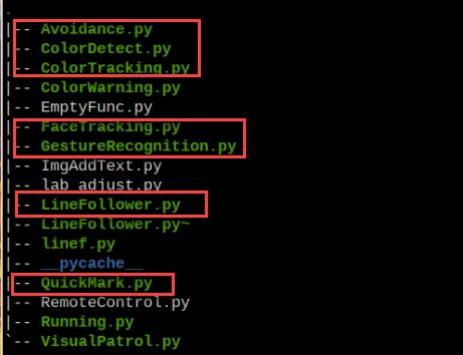 .
|-- Avoidance.py
|-- ColorDetect.py
|-- ColorTracking.py
|-- ColorWarning.py
|-- EmptyFunc.py
|-- FaceTracking.py
|-- GestureRecognition.py
|-- ImgAddText.py
|-- lab_adjust.py
|-- LineFollower.py
|-- LineFollower.py~
|-- linef.py
|-- __pycache__
|-- QuickMark.py
|-- RemoteControl.py
|-- Running.py
`-- VisualPatrol.py